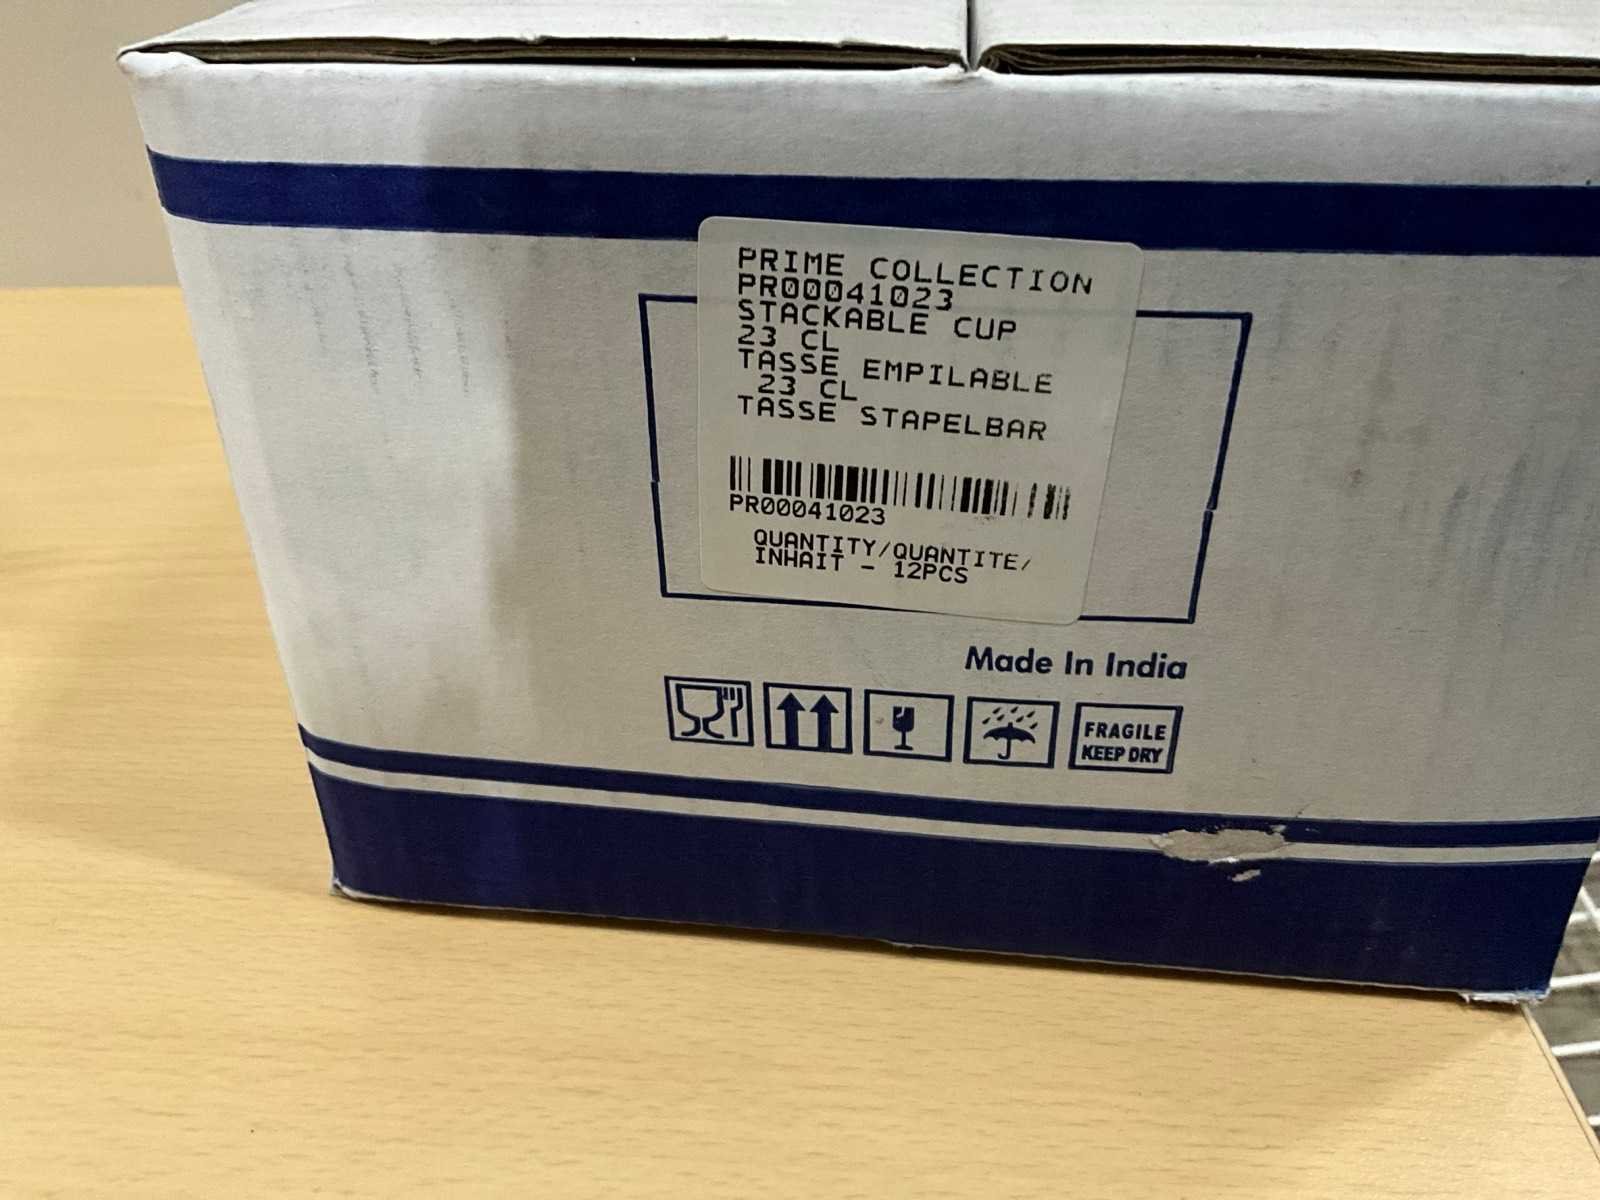 PRIME COLLECTION
PR00041023
STACKABLE CUP
23 CL
TASSE EMPILABLE
23 CL
TASSE STAPELBAR
PR00041023
QUANTITY/QUANTITE/
INHAIT - 12PCS
Made In India
FRAGILE
KEEP DRY